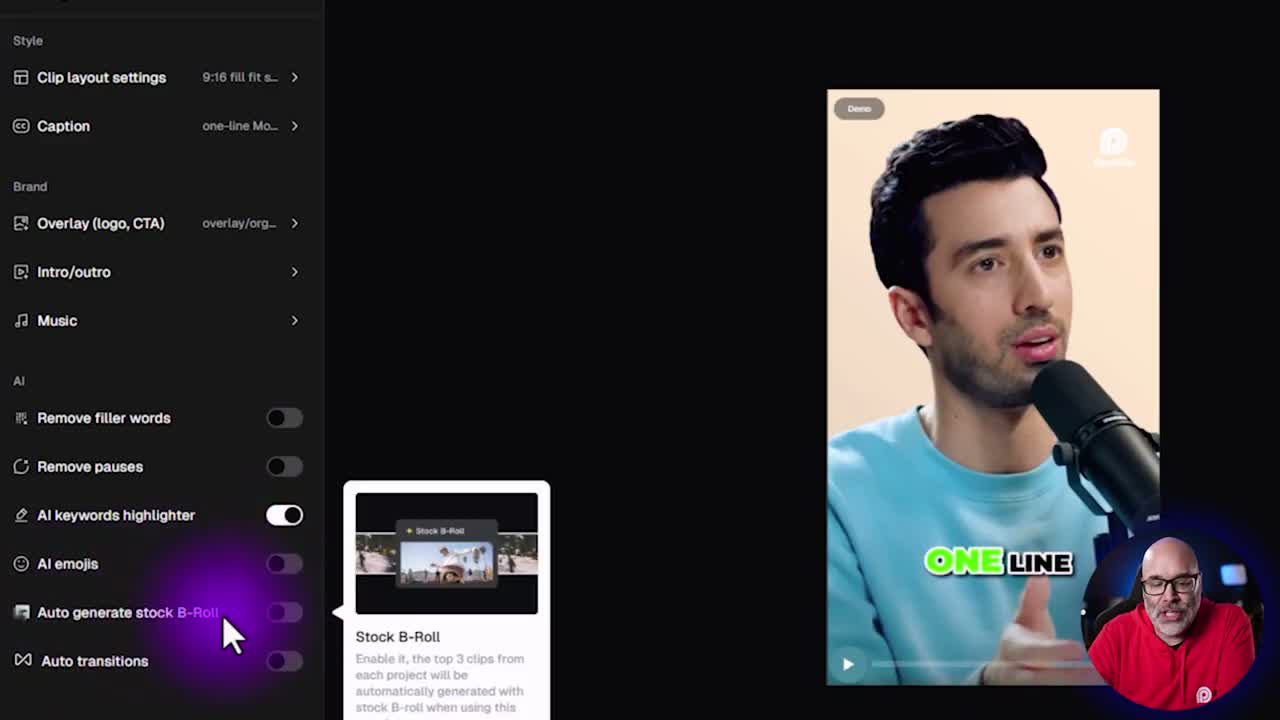 Style
Clip layout settings 9:16 fill fit s...
Caption one-line Mo...
Brand
Overlay (logo, CTA) overlay/org...
Intro/outro
Music
AI
Remove filler words
Remove pauses
AI keywords highlighter
AI emojis
Auto generate stock B-Roll
Auto transitions
Stock B-Roll
Stock B-Roll
Enable it, the top 3 clips from
each project will be
automatically generated with
stock B-roll when using this
Demo
ONE LINE